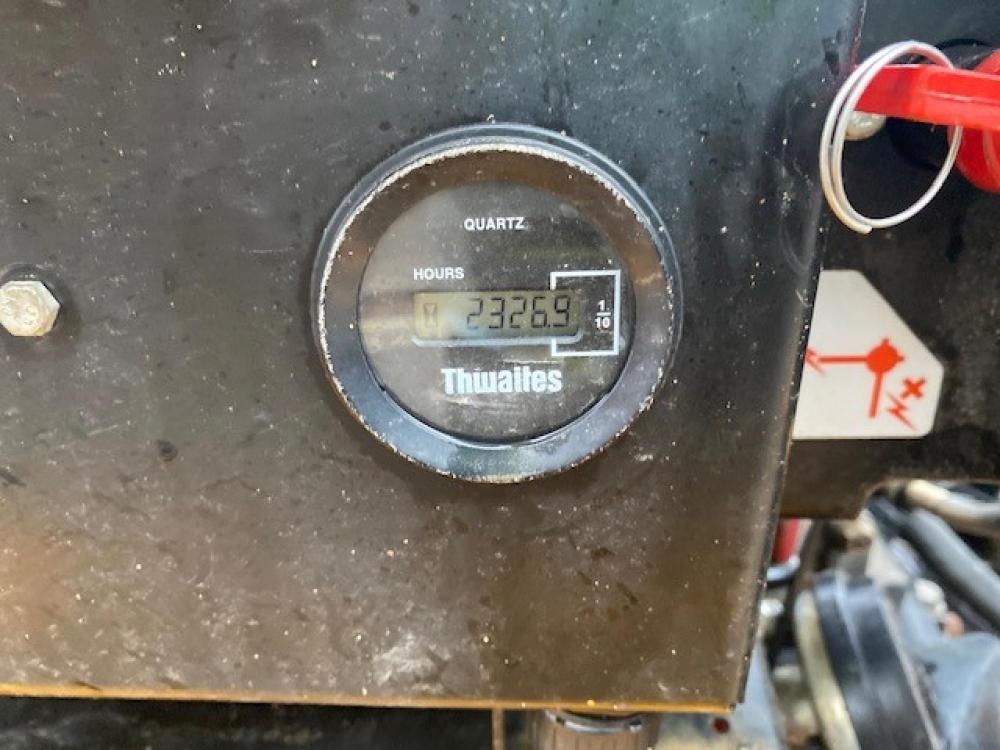 QUARTZ
HOURS
2326.9
1
10
Thwaites